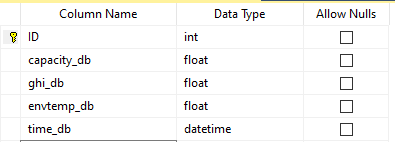 Column Name Data Type Allow Nulls
ID int
capacity_db float
ghi_db float
envtemp_db float
time_db datetime